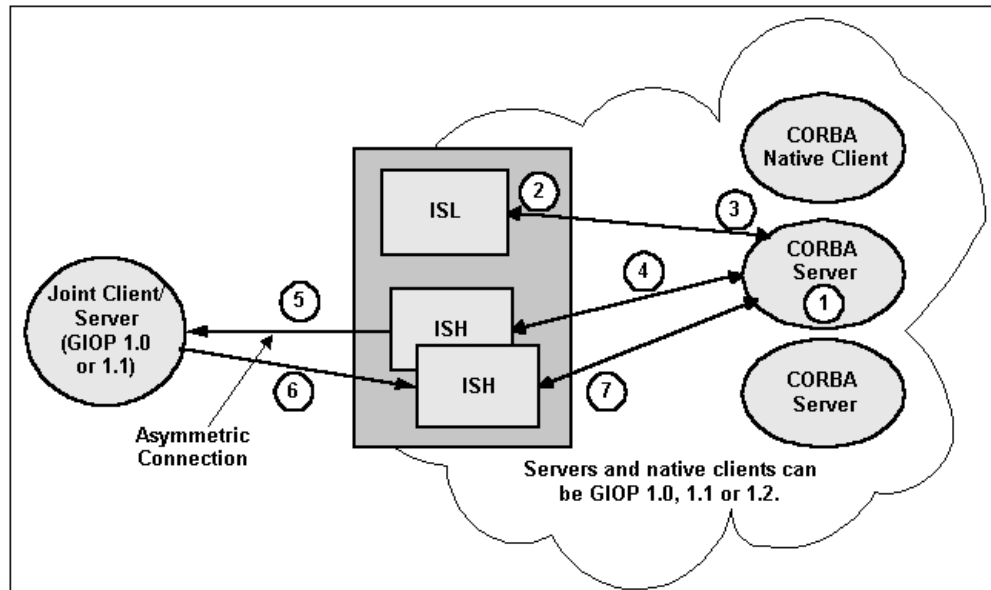 CORBA
Native Client
2
ISL
3
CORBA
Server
4
1
Joint Client/
Server
(GIOP 1.0
or 1.1)
5
ISH
ISH
6
7
CORBA
Server
Asymmetric
Connection
Servers and native clients can
be GIOP 1.0, 1.1 or 1.2.